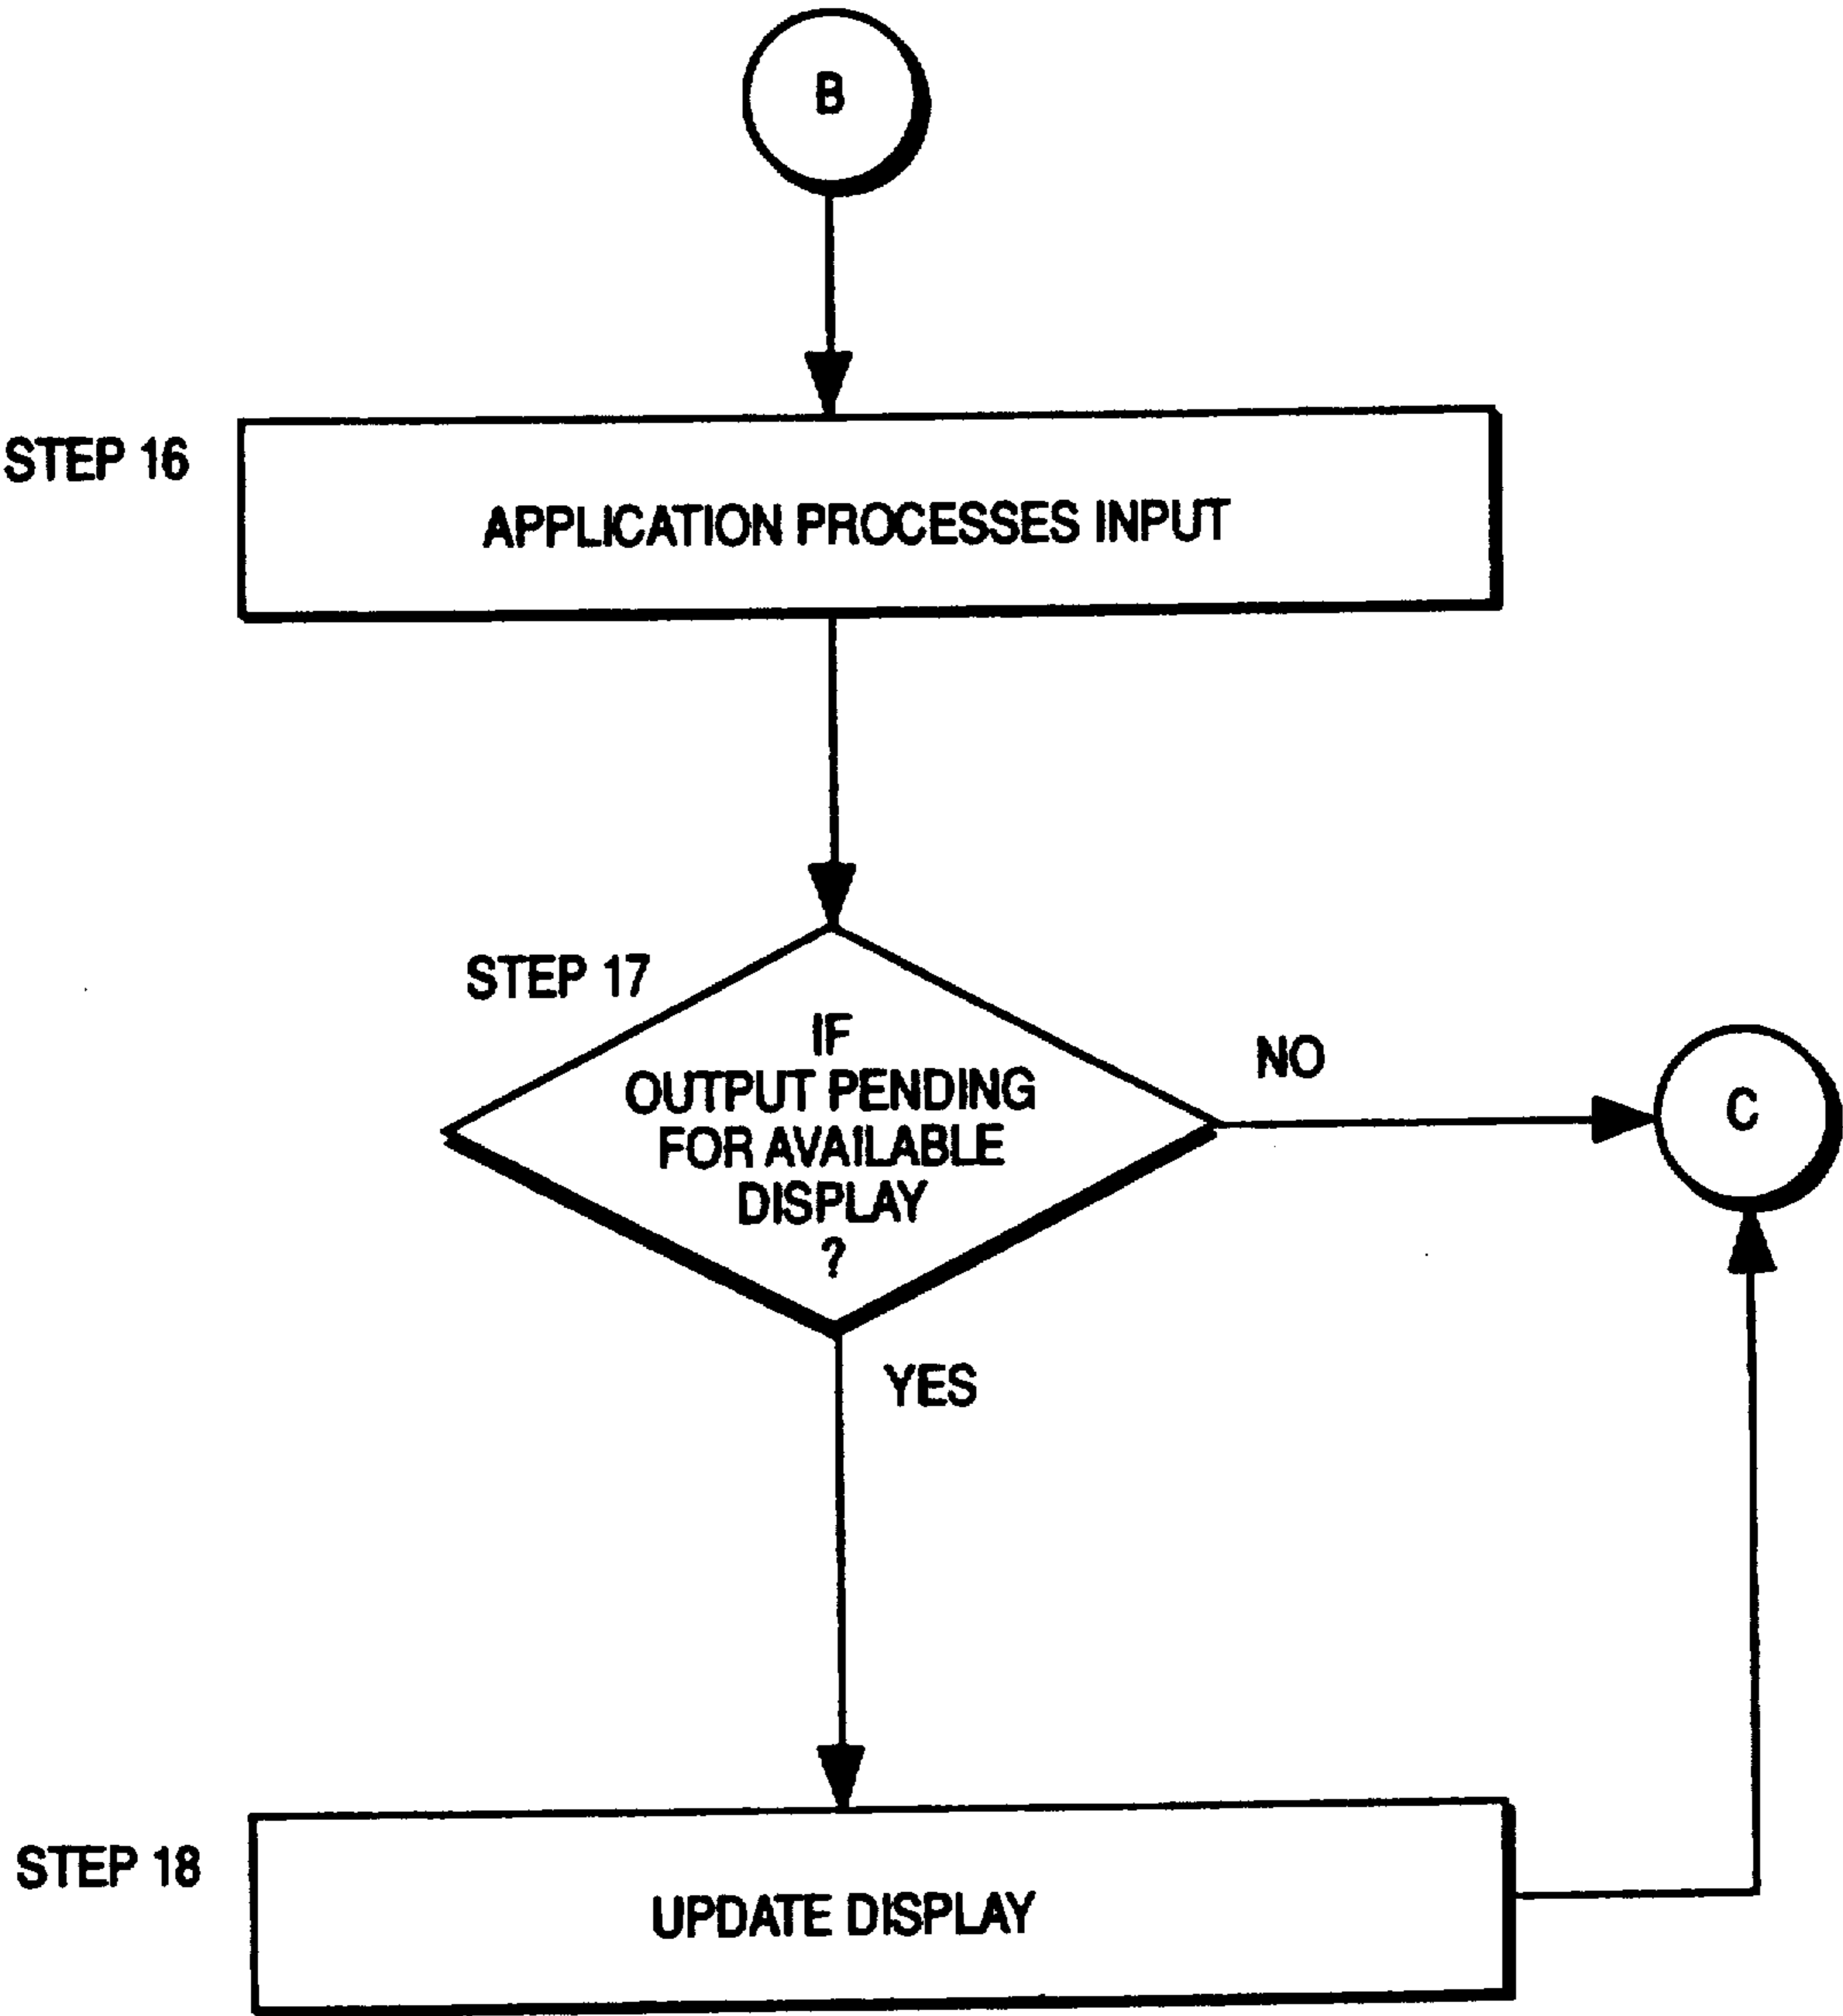 B
STEP 16
APPLICATION PROCESSES INPUT
STEP 17
IF
OUTPUT PENDING
FOR AVAILABLE
DISPLAY
?
NO
C
YES
STEP 18
UPDATE DISPLAY